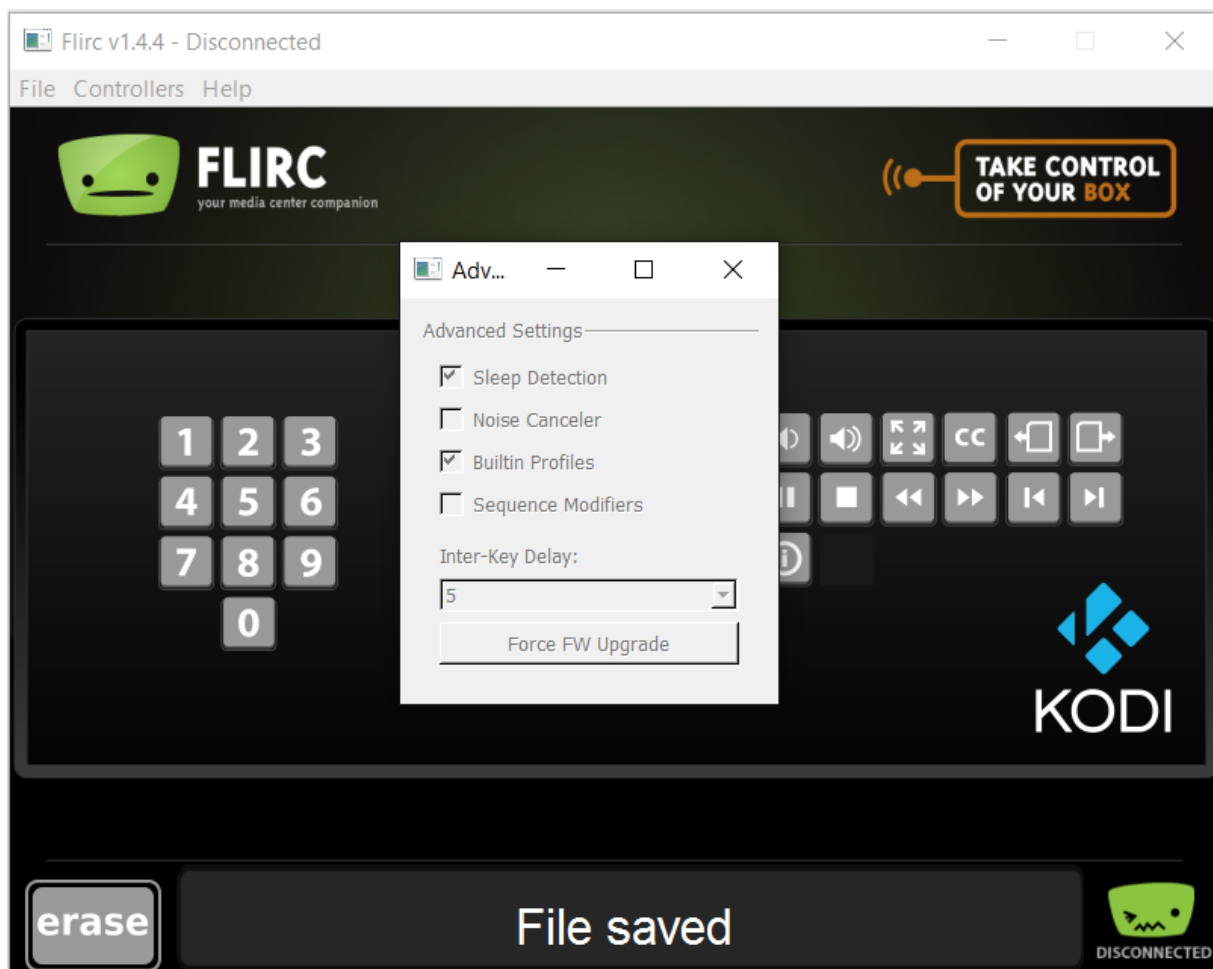 Flirc v1.4.4 - Disconnected
File Controllers Help
FLIRC
your media center companion
TAKE CONTROL
OF YOUR BOX
Adv...
Advanced Settings
Sleep Detection
Noise Canceler
Builtin Profiles
Sequence Modifiers
Inter-Key Delay:
5
Force FW Upgrade
1 2 3
4 5 6
7 8 9
0
CC
i
KODI
erase
File saved
DISCONNECTED